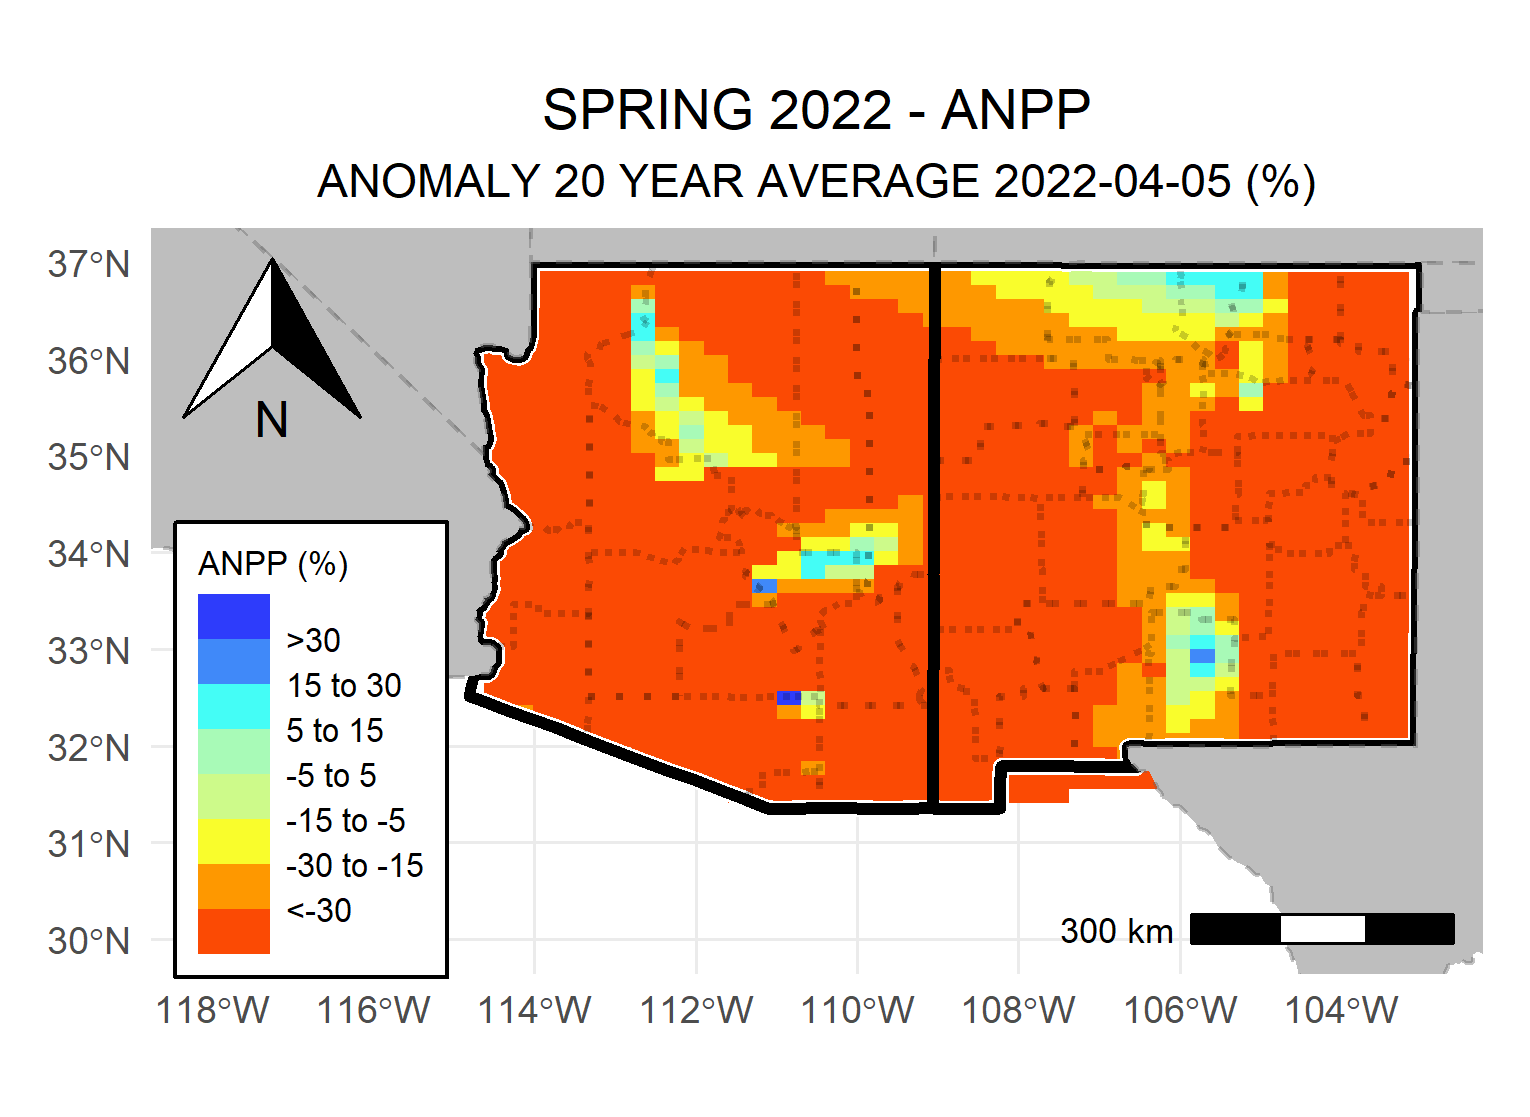 SPRING 2022 - ANPP
ANOMALY 20 YEAR AVERAGE 2022-04-05 (%)
37°N
36°N
35°N
34°N
33°N
32°N
31°N
30°N
N
ANPP (%)
>30
15 to 30
5 to 15
-5 to 5
-15 to -5
-30 to -15
<-30
300 km
118°W 116°W 114°W 112°W 110°W 108°W 106°W 104°W